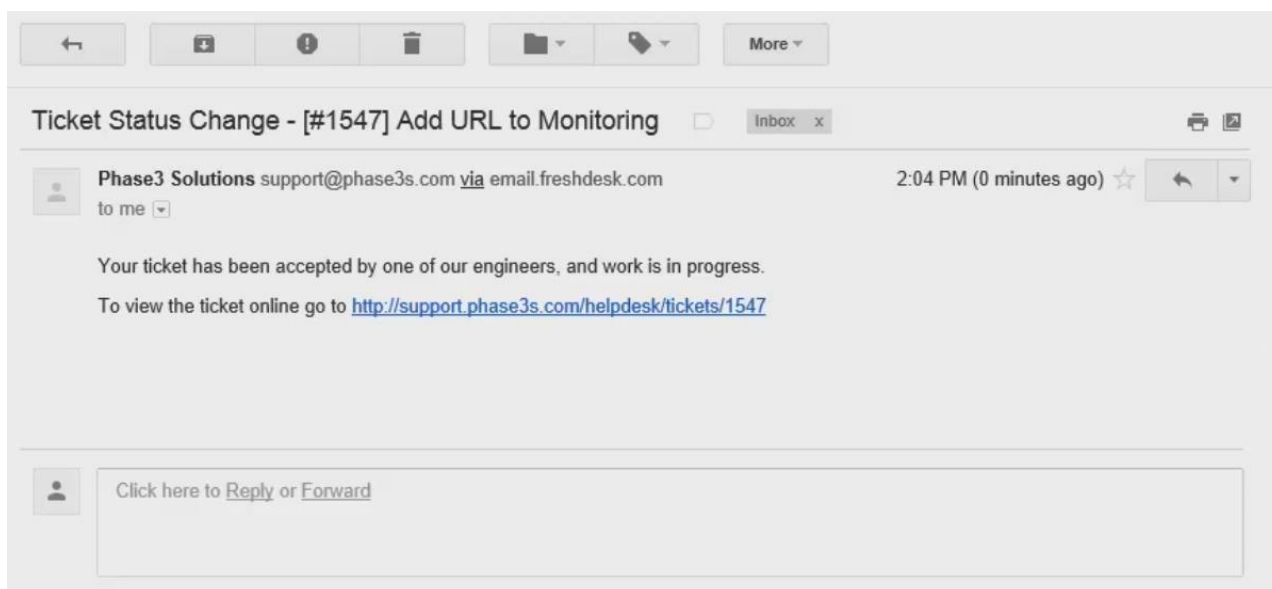 More
Ticket Status Change - [#1547] Add URL to Monitoring Inbox x
Phase3 Solutions support@phase3s.com via email.freshdesk.com 2:04 PM (0 minutes ago)
to me
Your ticket has been accepted by one of our engineers, and work is in progress.
To view the ticket online go to http://support.phase3s.com/helpdesk/tickets/1547
Click here to Reply or Forward